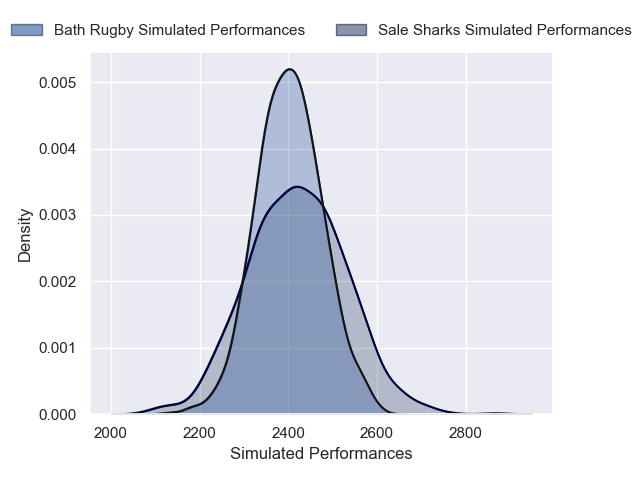 Bath Rugby Simulated Performances
Sale Sharks Simulated Performances
0.005
0.004
0.003
0.002
0.001
0.000
Density
2000
2200
2400
2600
2800
Simulated Performances